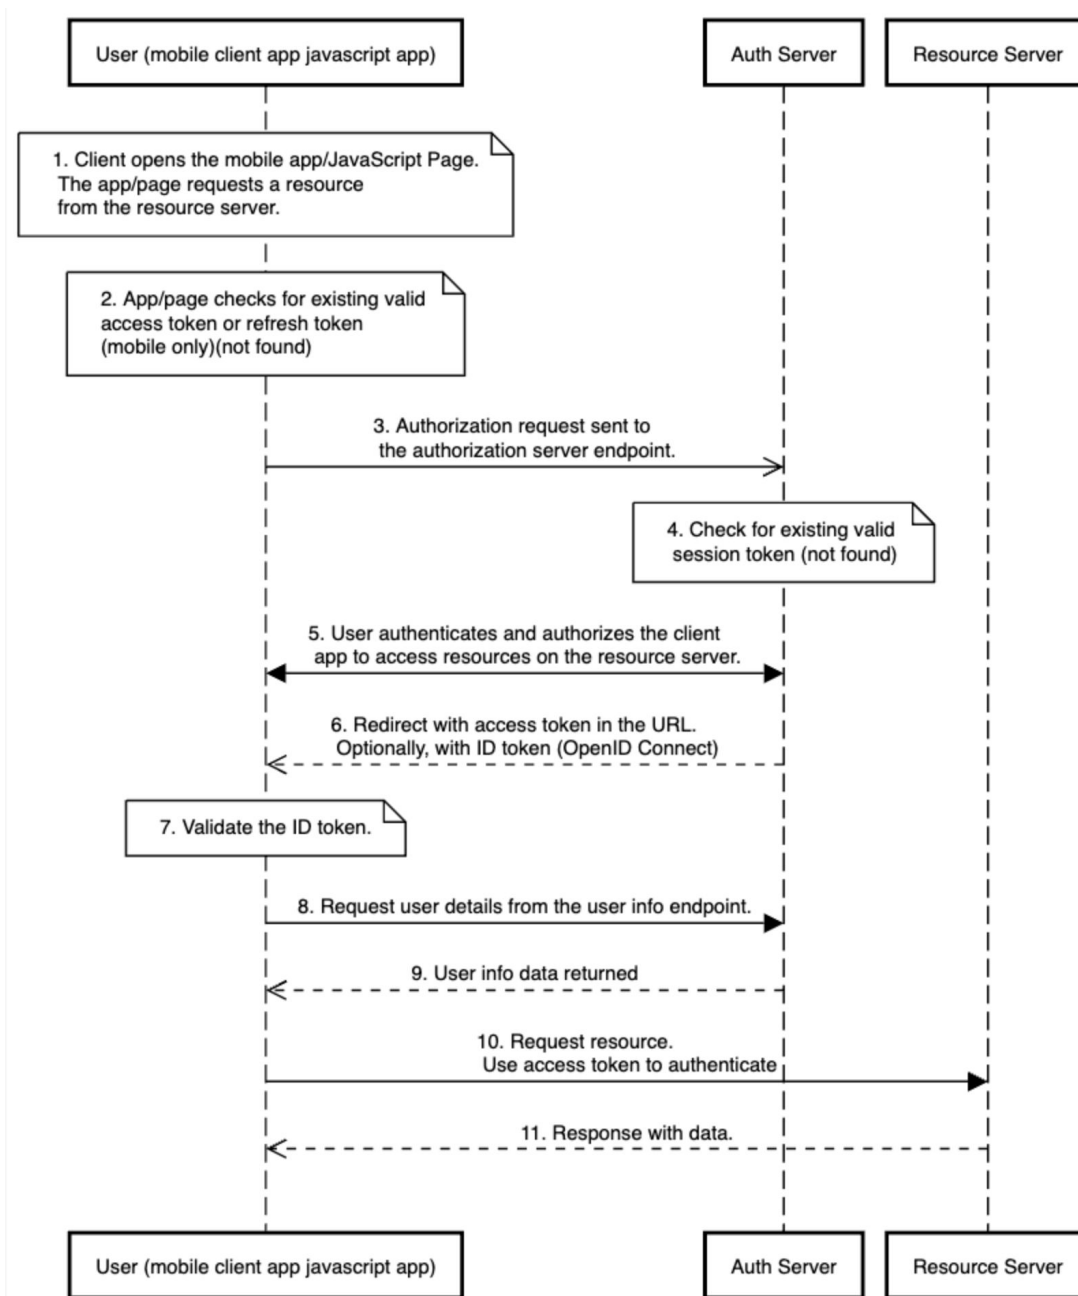 User (mobile client app javascript app)
Auth Server
Resource Server
1. Client opens the mobile app/JavaScript Page.
The app/page requests a resource
from the resource server.
2. App/page checks for existing valid
access token or refresh token
(mobile only)(not found)
3. Authorization request sent to
the authorization server endpoint.
4. Check for existing valid
session token (not found)
5. User authenticates and authorizes the client
app to access resources on the resource server.
6. Redirect with access token in the URL.
Optionally, with ID token (OpenID Connect)
7. Validate the ID token.
8. Request user details from the user info endpoint.
9. User info data returned
10. Request resource.
Use access token to authenticate
11. Response with data.
User (mobile client app javascript app)
Auth Server
Resource Server